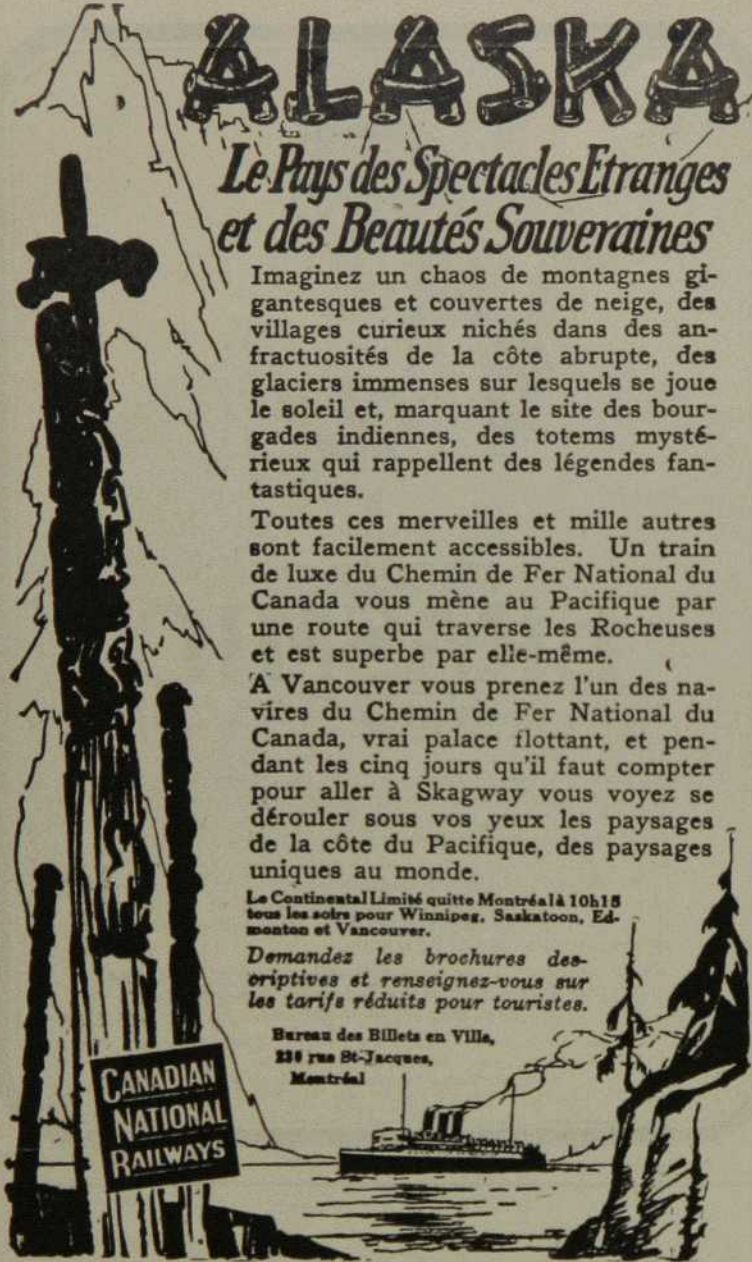 ALASKA
Le Pays des Spectacles Etranges
et des Beautés Souveraines
Imaginez un chaos de montagnes gi-
gantesques et couvertes de neige, des
villages curieux nichés dans des an-
fractuosités de la côte abrupte, des
glaciers immenses sur lesquels se joue
le soleil et, marquant le site des bour-
gades indiennes, des totems mysté-
rieux qui rappellent des légendes fan-
tastiques.
Toutes ces merveilles et mille autres
sont facilement accessibles. Un train
de luxe du Chemin de Fer National du
Canada vous mène au Pacifique par
une route qui traverse les Rocheuses
et est superbe par elle-même.
A Vancouver vous prenez l'un des na-
vires du Chemin de Fer National du
Canada, vrai palace flottant, et pen-
dant les cinq jours qu'il faut compter
pour aller à Skagway vous voyez se
dérouler sous vos yeux les paysages
de la côte du Pacifique, des paysages
uniques au monde.
Le Continental Limité quitte Montréal à 10h15
tous les soirs pour Winnipeg, Saskatoon, Ed-
monton et Vancouver.
Demandez les brochures des-
criptives et renseignez-vous sur
les tarifs réduits pour touristes.
Bureau des Billets en Ville,
rue St-Jacques,
Montréal
CANADIAN
NATIONAL
RAILWAYS